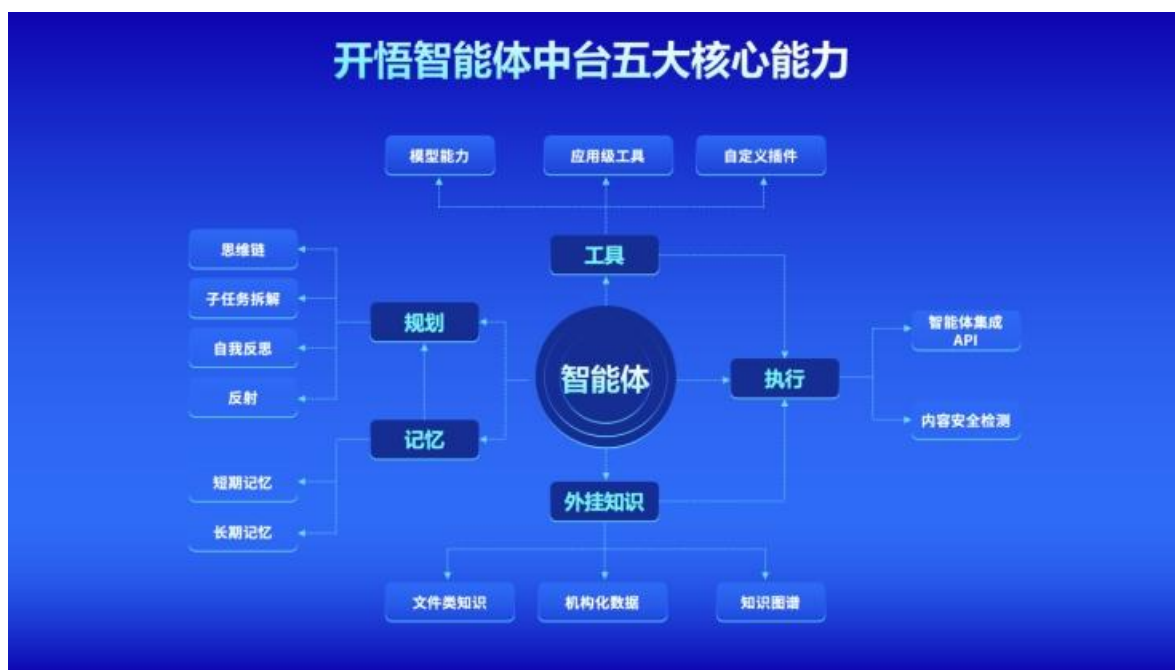 开悟智能体中台五大核心能力
模型能力
应用级工具
自定义插件
工具
思维链
子任务拆解
自我反思
反射
规划
记忆
短期记忆
长期记忆
智能体
执行
智能体集成
API
内容安全检测
外挂知识
文件类知识
机构化数据
知识图谱